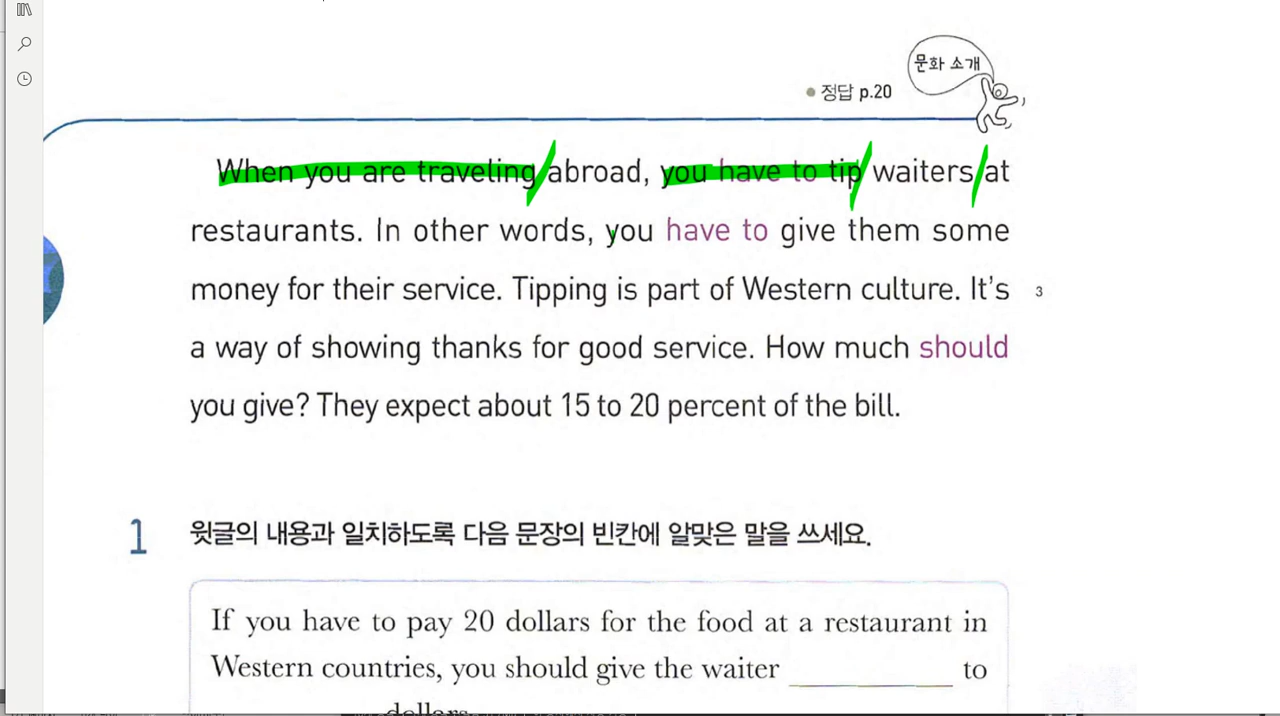 문화 소개
정답 p.20
When you are traveling abroad, you have to tip waiters at
restaurants. In other words, you have to give them some
money for their service. Tipping is part of Western culture. It's
3
a way of showing thanks for good service. How much should
you give? They expect about 15 to 20 percent of the bill.
1 윗글의 내용과 일치하도록 다음 문장의 빈칸에 알맞은 말을 쓰세요.
If you have to pay 20 dollars for the food at a restaurant in
Western countries, you should give the waiter __________ to
dollars